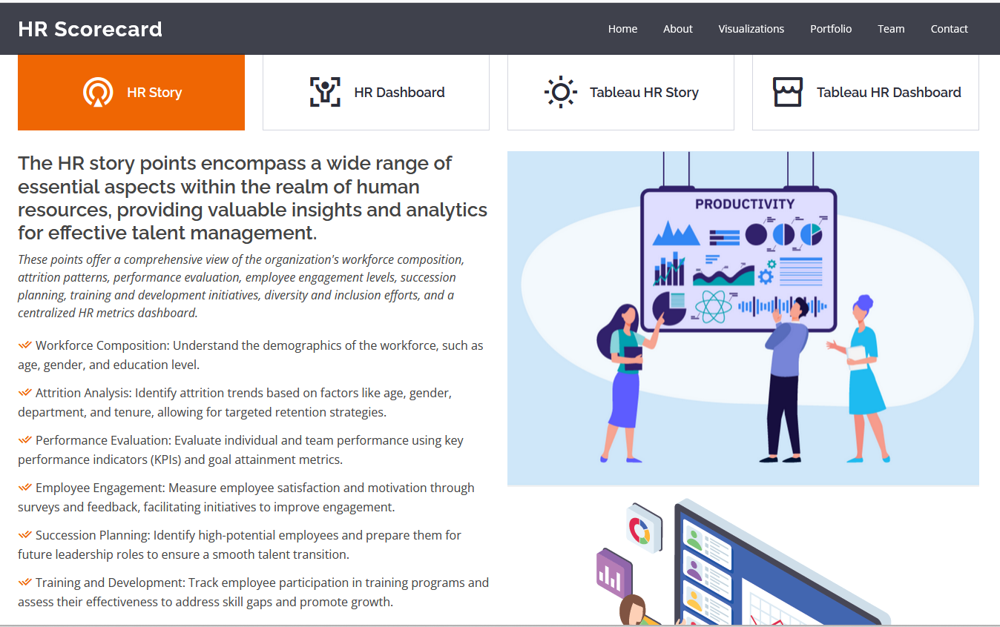 HR Scorecard
Home About Visualizations Portfolio Team Contact
HR Story
HR Dashboard
Tableau HR Story
Tableau HR Dashboard
The HR story points encompass a wide range of
essential aspects within the realm of human
resources, providing valuable insights and analytics
for effective talent management.
These points offer a comprehensive view of the organization's workforce composition,
attrition patterns, performance evaluation, employee engagement levels, succession
planning, training and development initiatives, diversity and inclusion efforts, and a
centralized HR metrics dashboard.
Workforce Composition: Understand the demographics of the workforce, such as
age, gender, and education level.
Attrition Analysis: Identify attrition trends based on factors like age, gender,
department, and tenure, allowing for targeted retention strategies.
Performance Evaluation: Evaluate individual and team performance using key
performance indicators (KPIs) and goal attainment metrics.
Employee Engagement: Measure employee satisfaction and motivation through
surveys and feedback, facilitating initiatives to improve engagement.
Succession Planning: Identify high-potential employees and prepare them for
future leadership roles to ensure a smooth talent transition.
Training and Development: Track employee participation in training programs and
assess their effectiveness to address skill gaps and promote growth.
PRODUCTIVITY